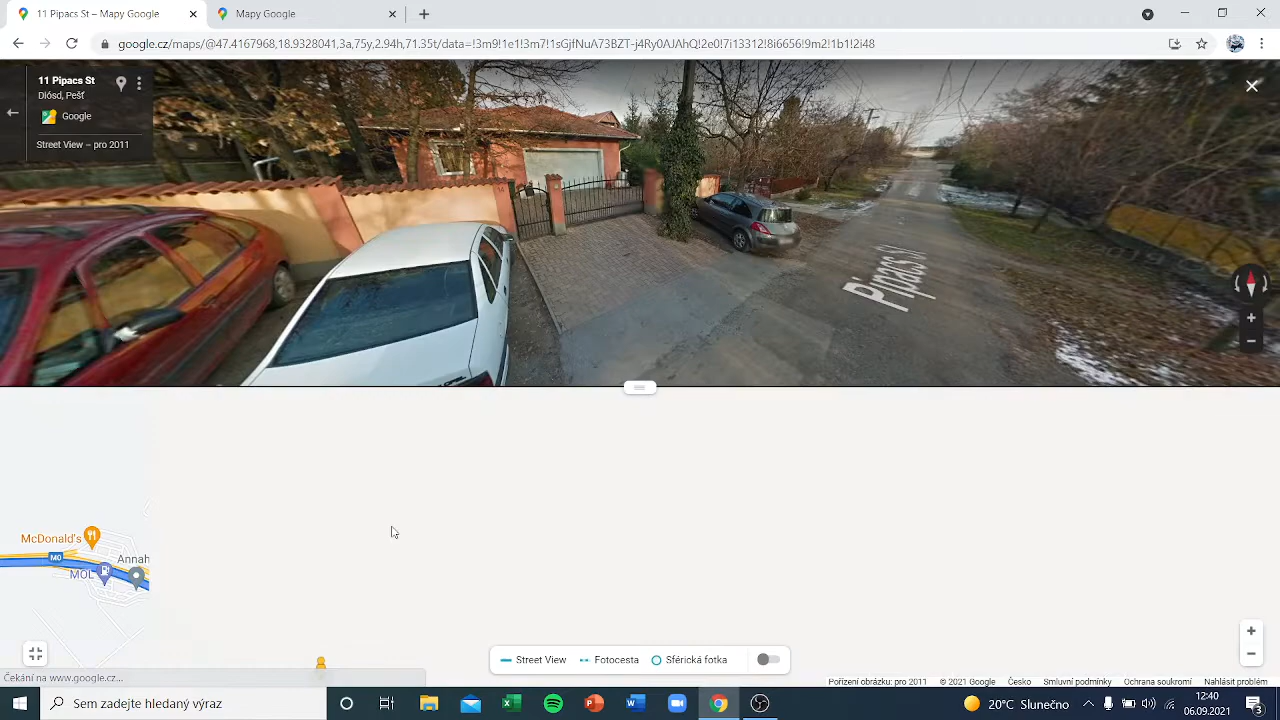 11 Pipacs St – Mapy Google
Mapy Google
google.cz/maps/@47.4167968,18.9328041,3a,75y,2.94h,71.35t/data=!3m9!1e1!3m7!1sGjfNuA73BZT-j4Ry0AJAhQ!2e0!7i13312!8i6656!9m2!1b1!2i48
11 Pipacs St
Diósd, Pešť
Google
Street View – pro 2011
Pipacs St
McDonald's
M0
Annah
MOL
Street View
Fotocesta
Sférická fotka
Čekání na www.google.cz...
Pořízení obrázku: pro 2011 © 2021 Google Česko Smluvní podmínky Ochrana soukromí Nahlásit problém
Sem zadejte hledaný výraz
20°C Slunečno
12:40
06.09.2021
3